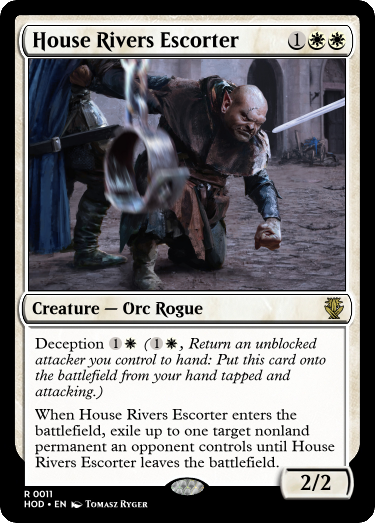 House Rivers Escorter 1
Creature — Orc Rogue
Deception 1 (1, Return an unblocked
attacker you control to hand: Put this card onto
the battlefield from your hand tapped and
attacking.)
When House Rivers Escorter enters the
battlefield, exile up to one target nonland
permanent an opponent controls until House
Rivers Escorter leaves the battlefield.
2/2
R 0011
HOD • EN Tomasz Ryger